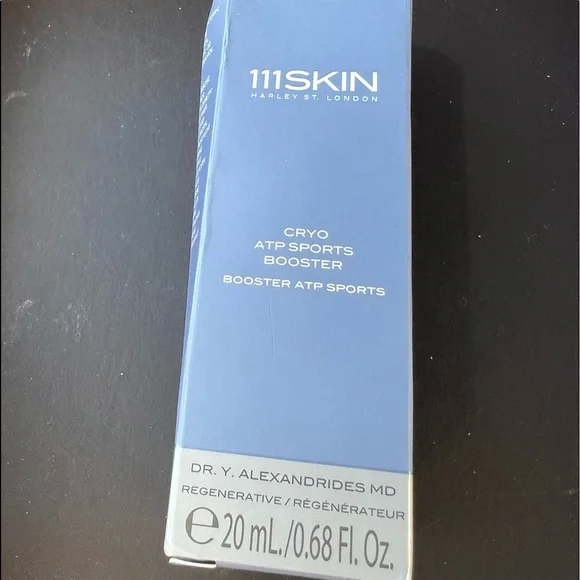 111SKIN
HARLEY ST. LONDON
CRYO
ATP SPORTS
BOOSTER
BOOSTER ATP SPORTS
DR. Y. ALEXANDRIDES MD
REGENERATIVE / RÉGÉNÉRATEUR
℮ 20 mL./0.68 Fl. Oz.